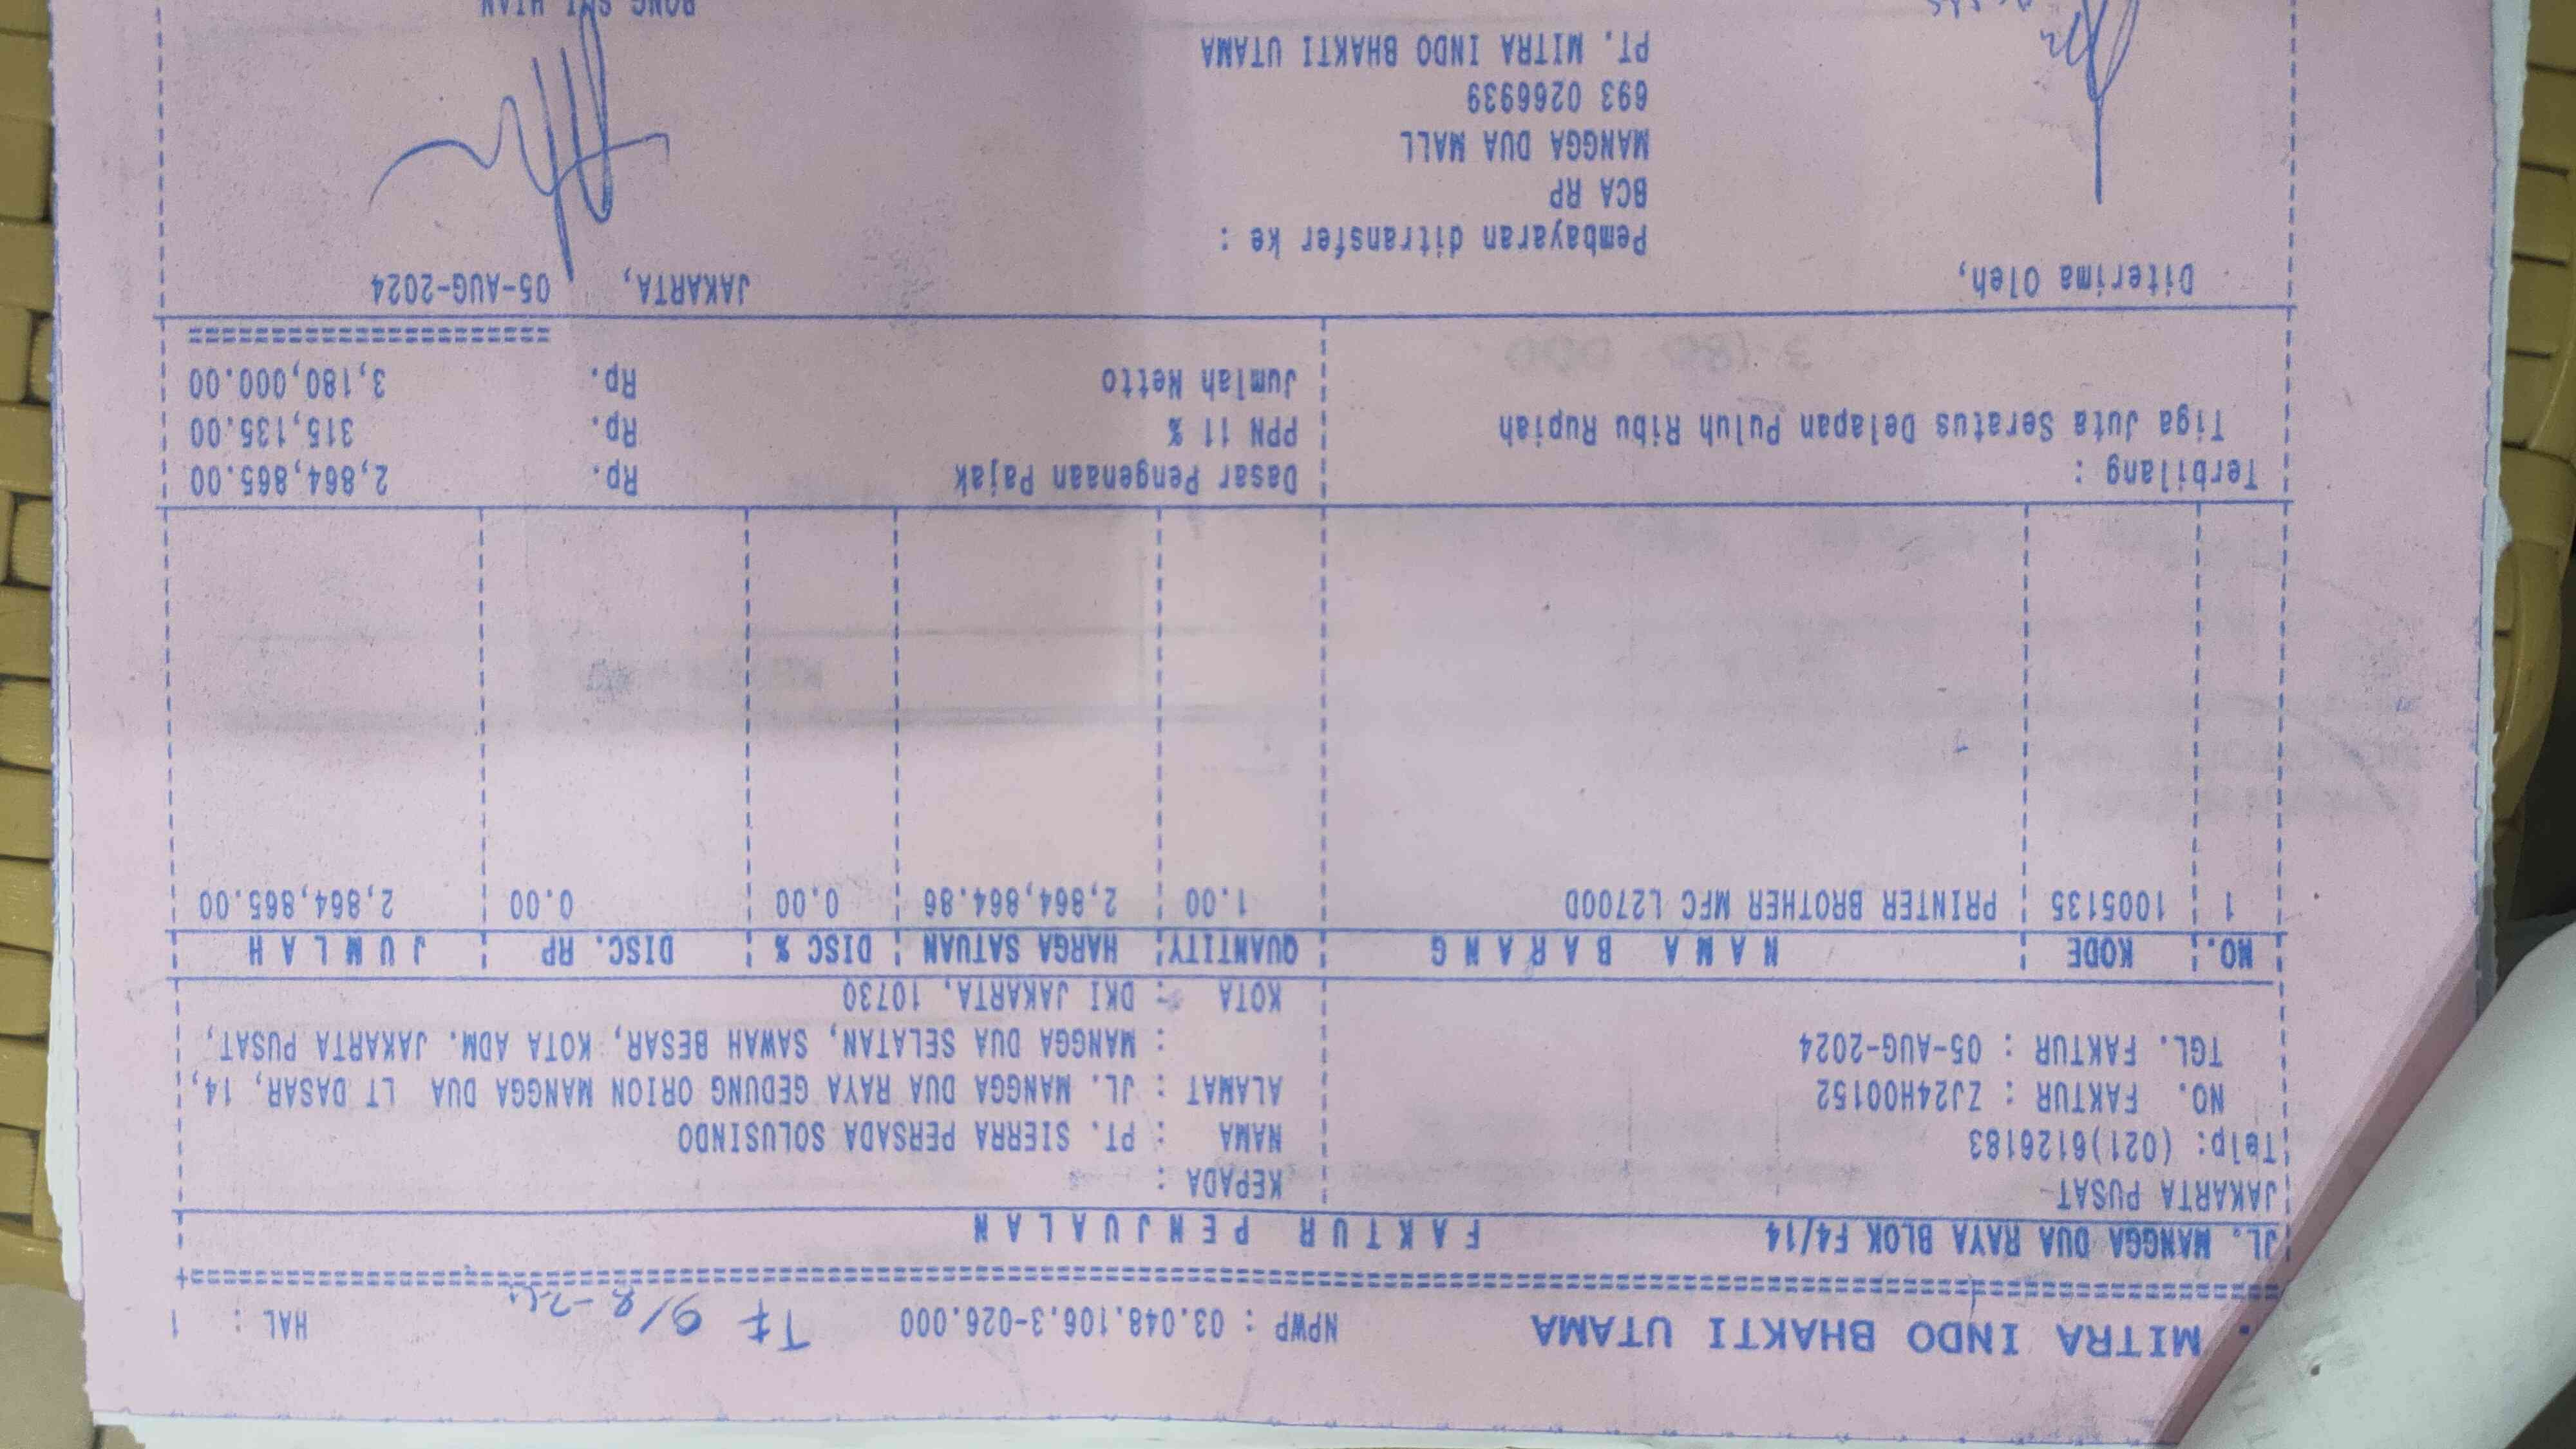 . MITRA INDO BHAKTI UTAMA NPWP : 03.048.106.3-026.000 HAL : 1
JL. MANGGA DUA RAYA BLOK F4/14 FAKTUR PENJUALAN
JAKARTA PUSAT KEPADA :
Telp: (021)6126183 NAMA : PT. SIERRA PERSADA SOLUSINDO
NO. FAKTUR : ZJ24H00152 ALAMAT : JL. MANGGA DUA RAYA GEDUNG ORION MANGGA DUA LT DASAR, 14,
TGL. FAKTUR : 05-AUG-2024 : MANGGA DUA SELATAN, SAWAH BESAR, KOTA ADM. JAKARTA PUSAT,
KOTA : DKI JAKARTA, 10730
NO. KODE NAMA BARANG QUANTITY HARGA SATUAN DISC % DISC. RP JUMLAH
1 1005135 PRINTER BROTHER MFC L2700D 1.00 2,864,864.86 0.00 0.00 2,864,865.00
Terbilang : Dasar Pengenaan Pajak Rp. 2,864,865.00
Tiga Juta Seratus Delapan Puluh Ribu Rupiah PPN 11 % Rp. 315,135.00
Jumlah Netto Rp. 3,180,000.00
Diterima Oleh, JAKARTA, 05-AUG-2024
Pembayaran ditransfer ke :
BCA RP
MANGGA DUA MALL
693 0266939
PT. MITRA INDO BHAKTI UTAMA